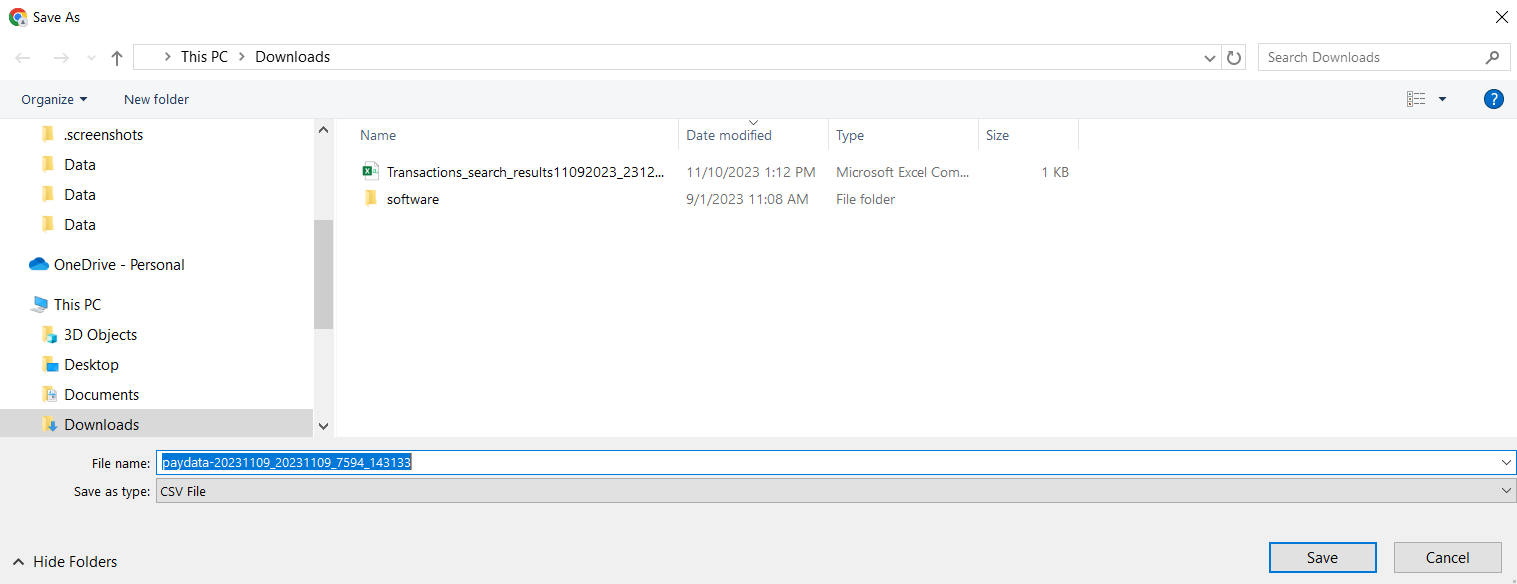 Save As
This PC > Downloads
Search Downloads
Organize
New folder
?
.screenshots
Data
Data
Data
OneDrive - Personal
This PC
3D Objects
Desktop
Documents
Downloads
Name Date modified Type Size
Transactions_search_results11092023_2312... 11/10/2023 1:12 PM Microsoft Excel Com... 1 KB
software 9/1/2023 11:08 AM File folder
File name: paydata-20231109_20231109_7594_143133
Save as type: CSV File
Hide Folders
Save
Cancel